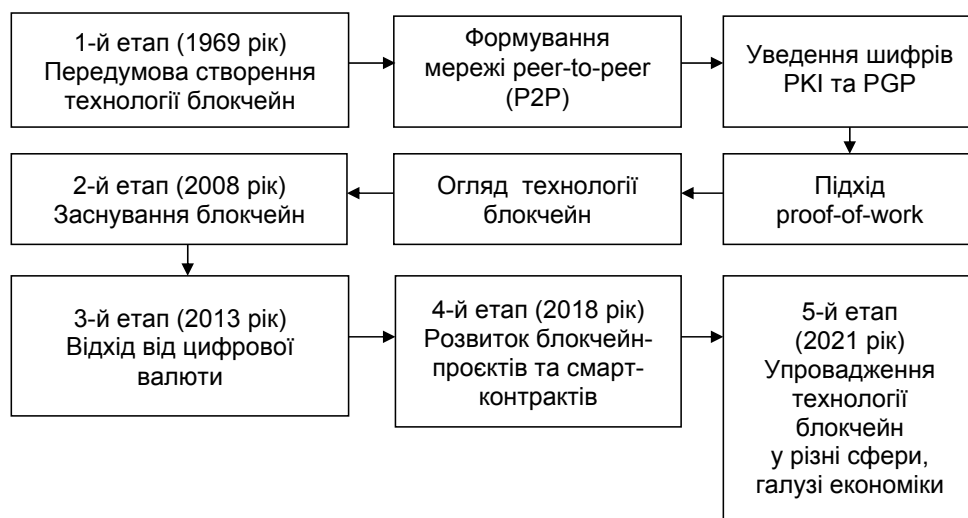 1-й етап (1969 рік)
Передумова створення
технології блокчейн
Формування
мережі peer-to-peer
(P2P)
Уведення шифрів
PKI та PGP
2-й етап (2008 рік)
Заснування блокчейн
Огляд технології
блокчейн
Підхід
proof-of-work
3-й етап (2013 рік)
Відхід від цифрової
валюти
4-й етап (2018 рік)
Розвиток блокчейн-
проєктів та смарт-
контрактів
5-й етап
(2021 рік)
Упровадження
технології
блокчейн
у різні сфери,
галузі економіки